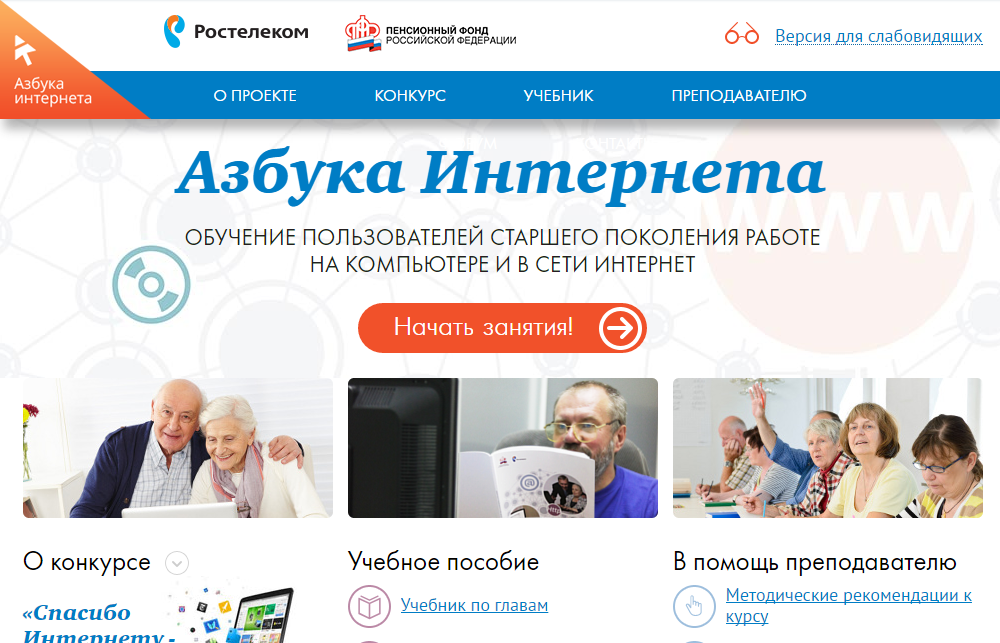 Ростелеком
ПЕНСИОННЫЙ ФОНД
РОССИЙСКОЙ ФЕДЕРАЦИИ
Версия для слабовидящих
Азбука
интернета
О ПРОЕКТЕ
КОНКУРС
УЧЕБНИК
ПРЕПОДАВАТЕЛЮ
Азбука Интернета
WWW
ОБУЧЕНИЕ ПОЛЬЗОВАТЕЛЕЙ СТАРШЕГО ПОКОЛЕНИЯ РАБОТЕ
НА КОМПЬЮТЕРЕ И В СЕТИ ИНТЕРНЕТ
Начать занятия!
О конкурсе
Учебное пособие
В помощь преподавателю
«Спасибо
Интернету -
Учебник по главам
Методические рекомендации к
курсу